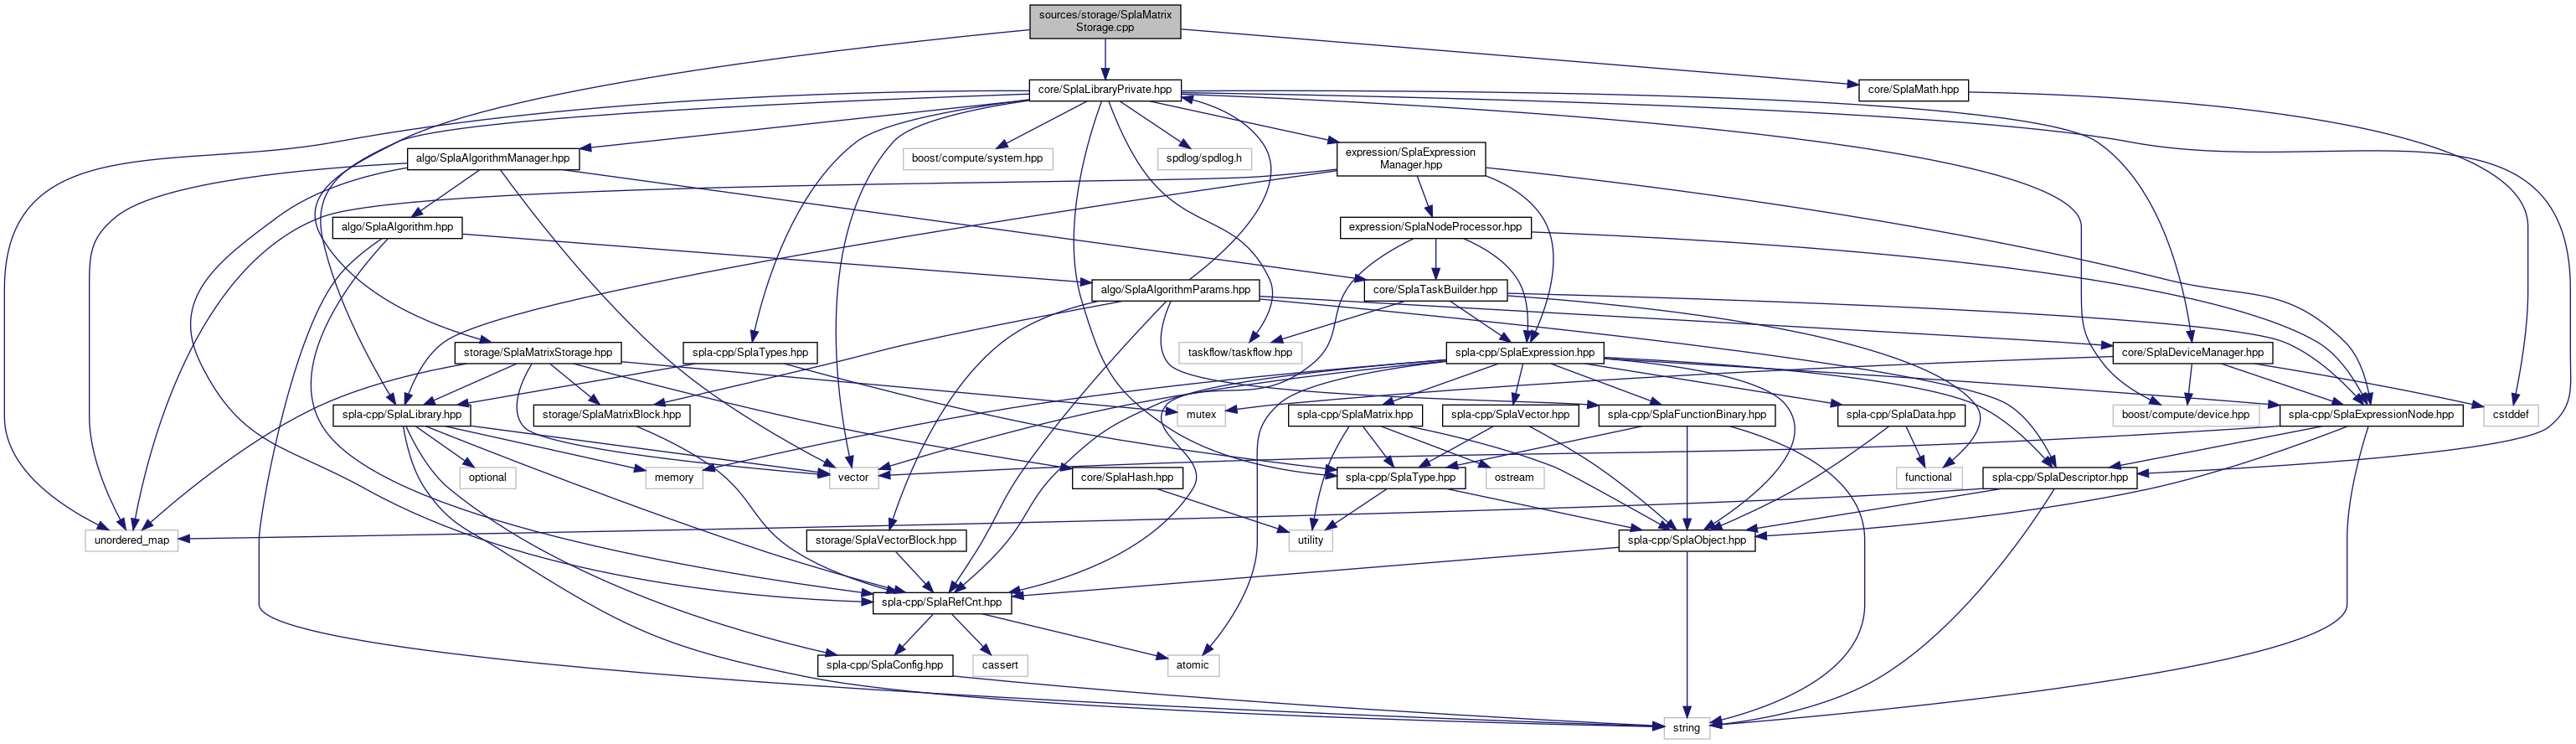 sources/storage/SplaMatrix
Storage.cpp
core/SplaLibraryPrivate.hpp
core/SplaMath.hpp
algo/SplaAlgorithmManager.hpp
boost/compute/system.hpp
spdlog/spdlog.h
expression/SplaExpression
Manager.hpp
algo/SplaAlgorithm.hpp
expression/SplaNodeProcessor.hpp
algo/SplaAlgorithmParams.hpp
core/SplaTaskBuilder.hpp
storage/SplaMatrixStorage.hpp
spla-cpp/SplaTypes.hpp
taskflow/taskflow.hpp
spla-cpp/SplaExpression.hpp
core/SplaDeviceManager.hpp
spla-cpp/SplaLibrary.hpp
storage/SplaMatrixBlock.hpp
mutex
spla-cpp/SplaMatrix.hpp
spla-cpp/SplaVector.hpp
spla-cpp/SplaFunctionBinary.hpp
spla-cpp/SplaData.hpp
boost/compute/device.hpp
spla-cpp/SplaExpressionNode.hpp
cstddef
optional
memory
vector
core/SplaHash.hpp
spla-cpp/SplaType.hpp
ostream
functional
spla-cpp/SplaDescriptor.hpp
unordered_map
storage/SplaVectorBlock.hpp
utility
spla-cpp/SplaObject.hpp
spla-cpp/SplaRefCnt.hpp
spla-cpp/SplaConfig.hpp
cassert
atomic
string